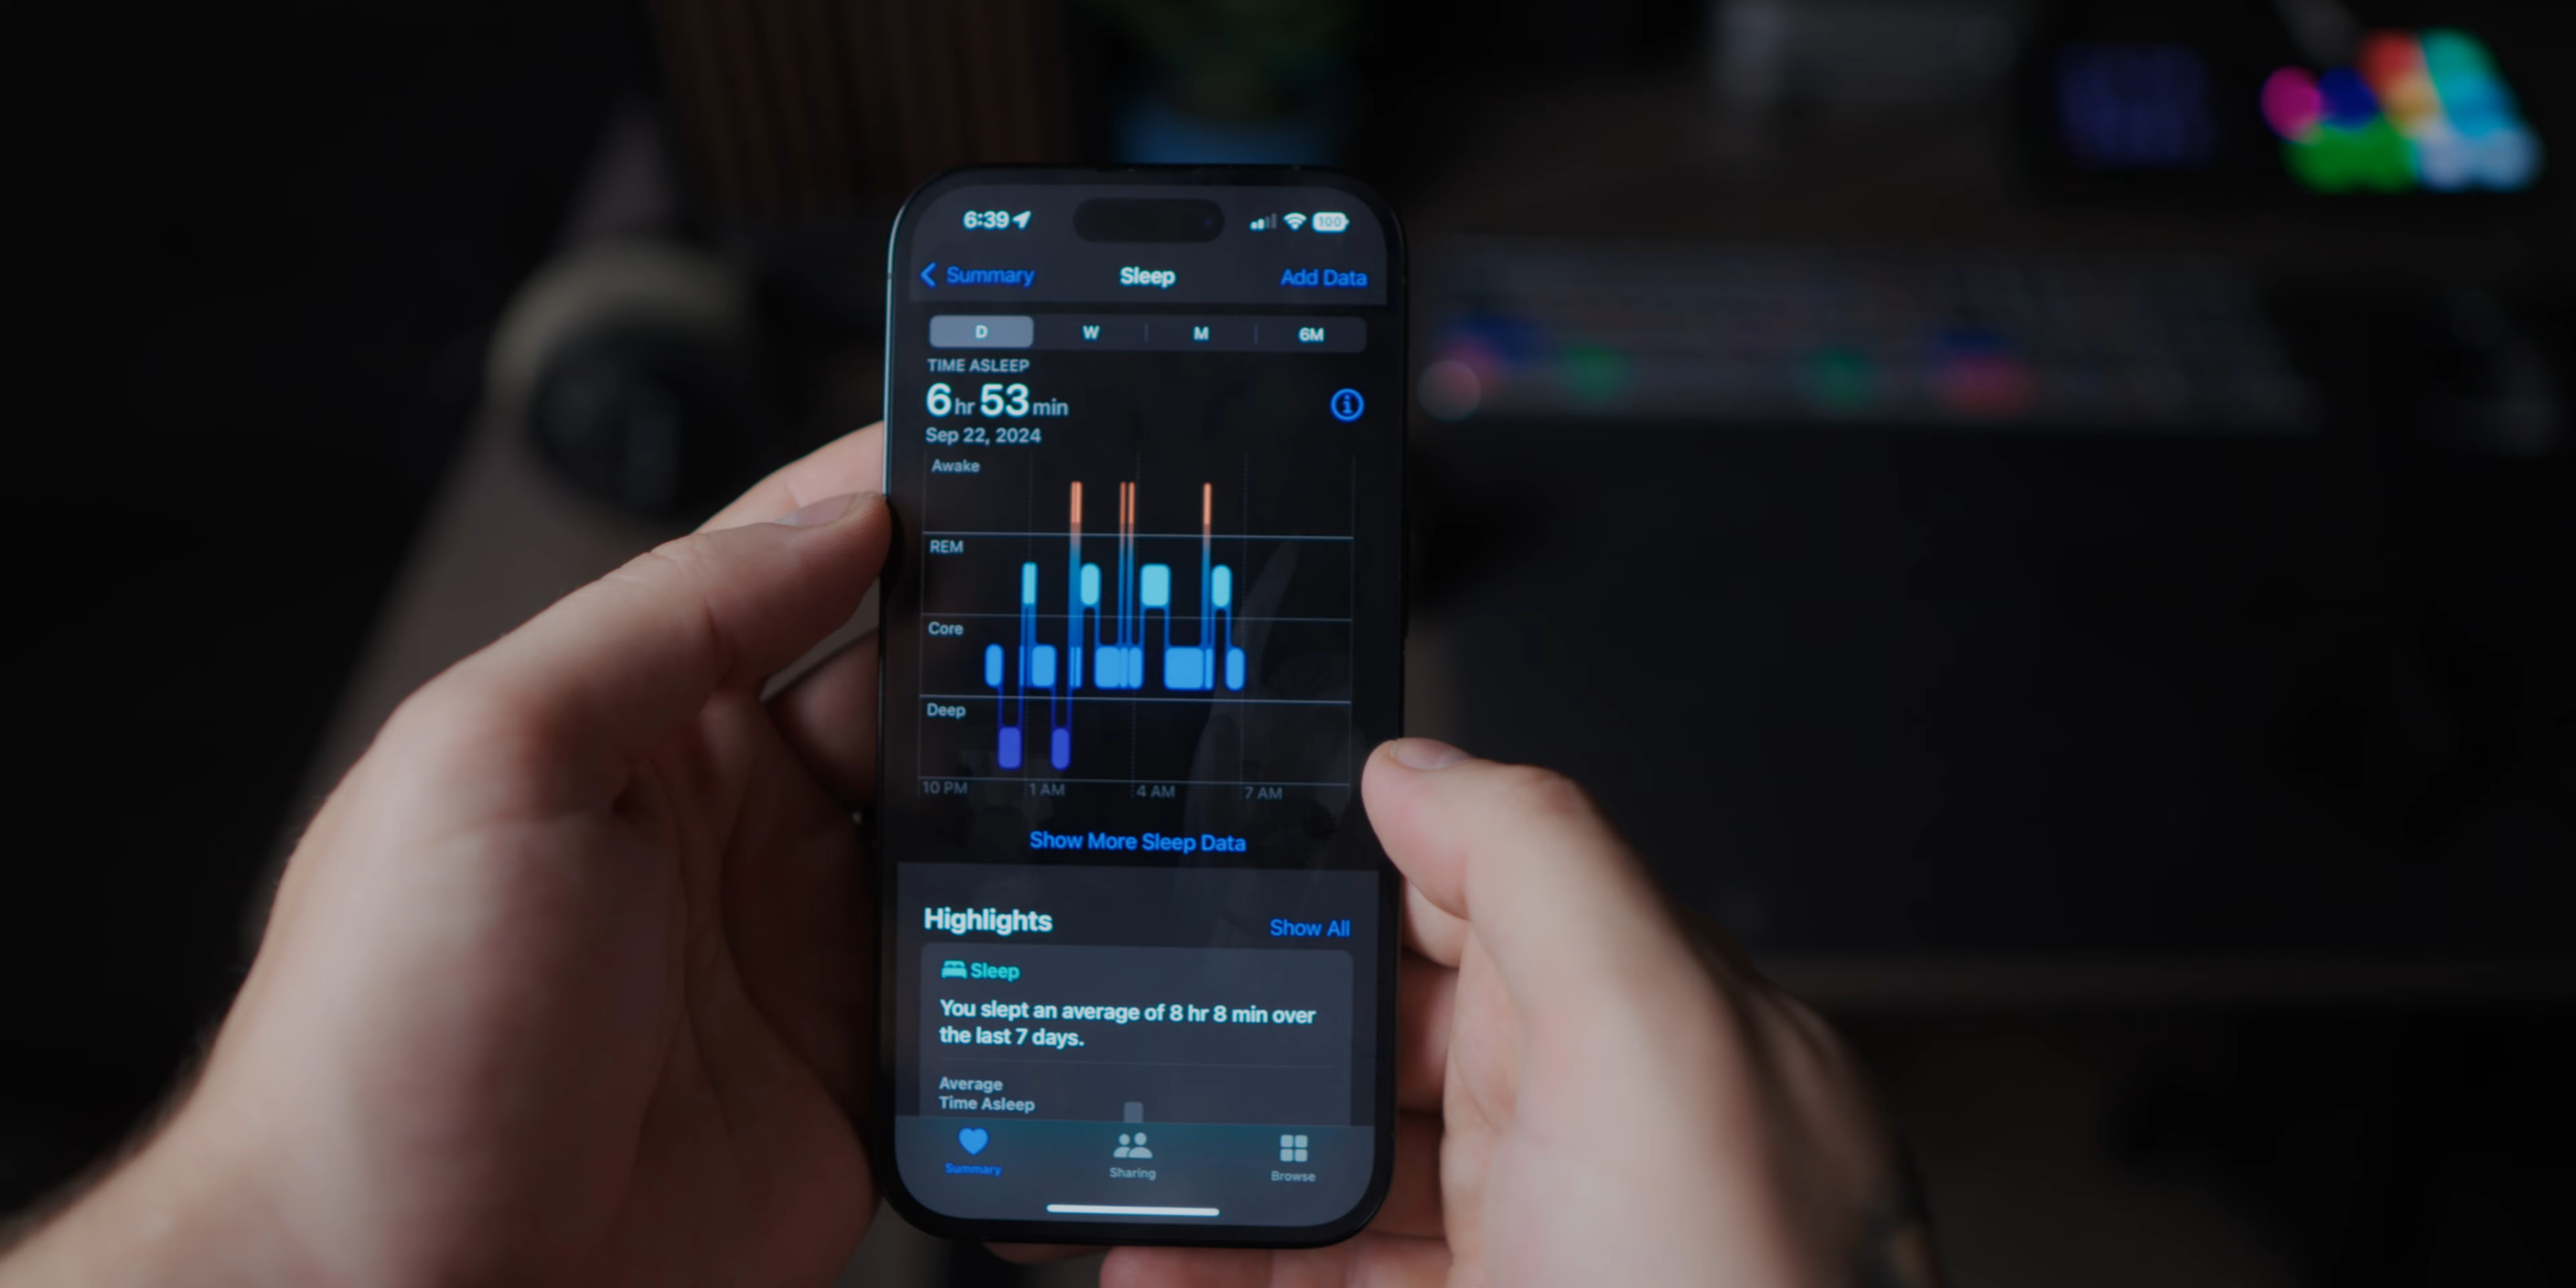 6:39
100
Summary
Sleep
Add Data
D
W
M
6M
TIME ASLEEP
6 hr 53 min
Sep 22, 2024
Awake
REM
Core
Deep
10 PM
1 AM
4 AM
7 AM
Show More Sleep Data
Highlights
Show All
Sleep
You slept an average of 8 hr 8 min over
the last 7 days.
Average
Time Asleep
Summary
Sharing
Browse